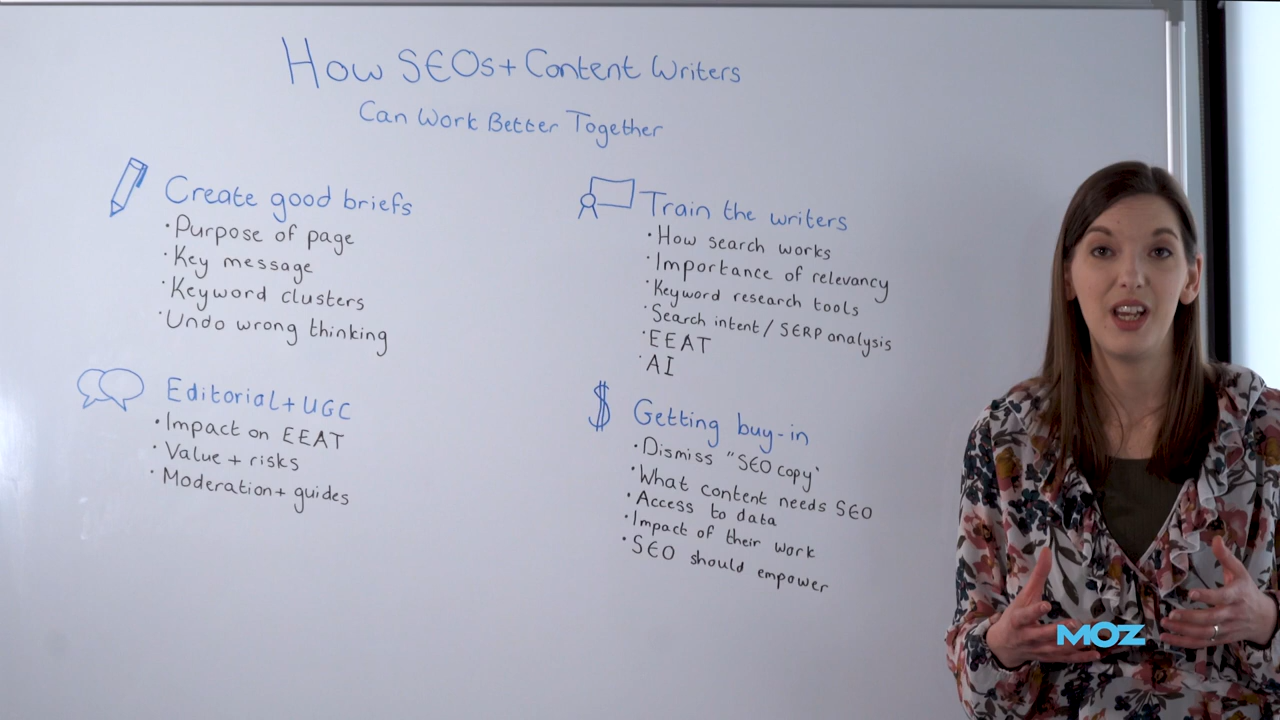 How SEOs + Content Writers
Can Work Better Together
Create good briefs
· Purpose of page
· Key message
· Keyword clusters
· Undo wrong thinking
Editorial + UGC
· Impact on EEAT
· Value + risks
· Moderation + guides
Train the writers
· How search works
· Importance of relevancy
· Keyword research tools
· Search intent / SERP analysis
· EEAT
· AI
$ Getting buy-in
· Dismiss "SEO copy'
· What content needs SEO
· Access to data
· Impact of their work
· SEO should empower
MOZ